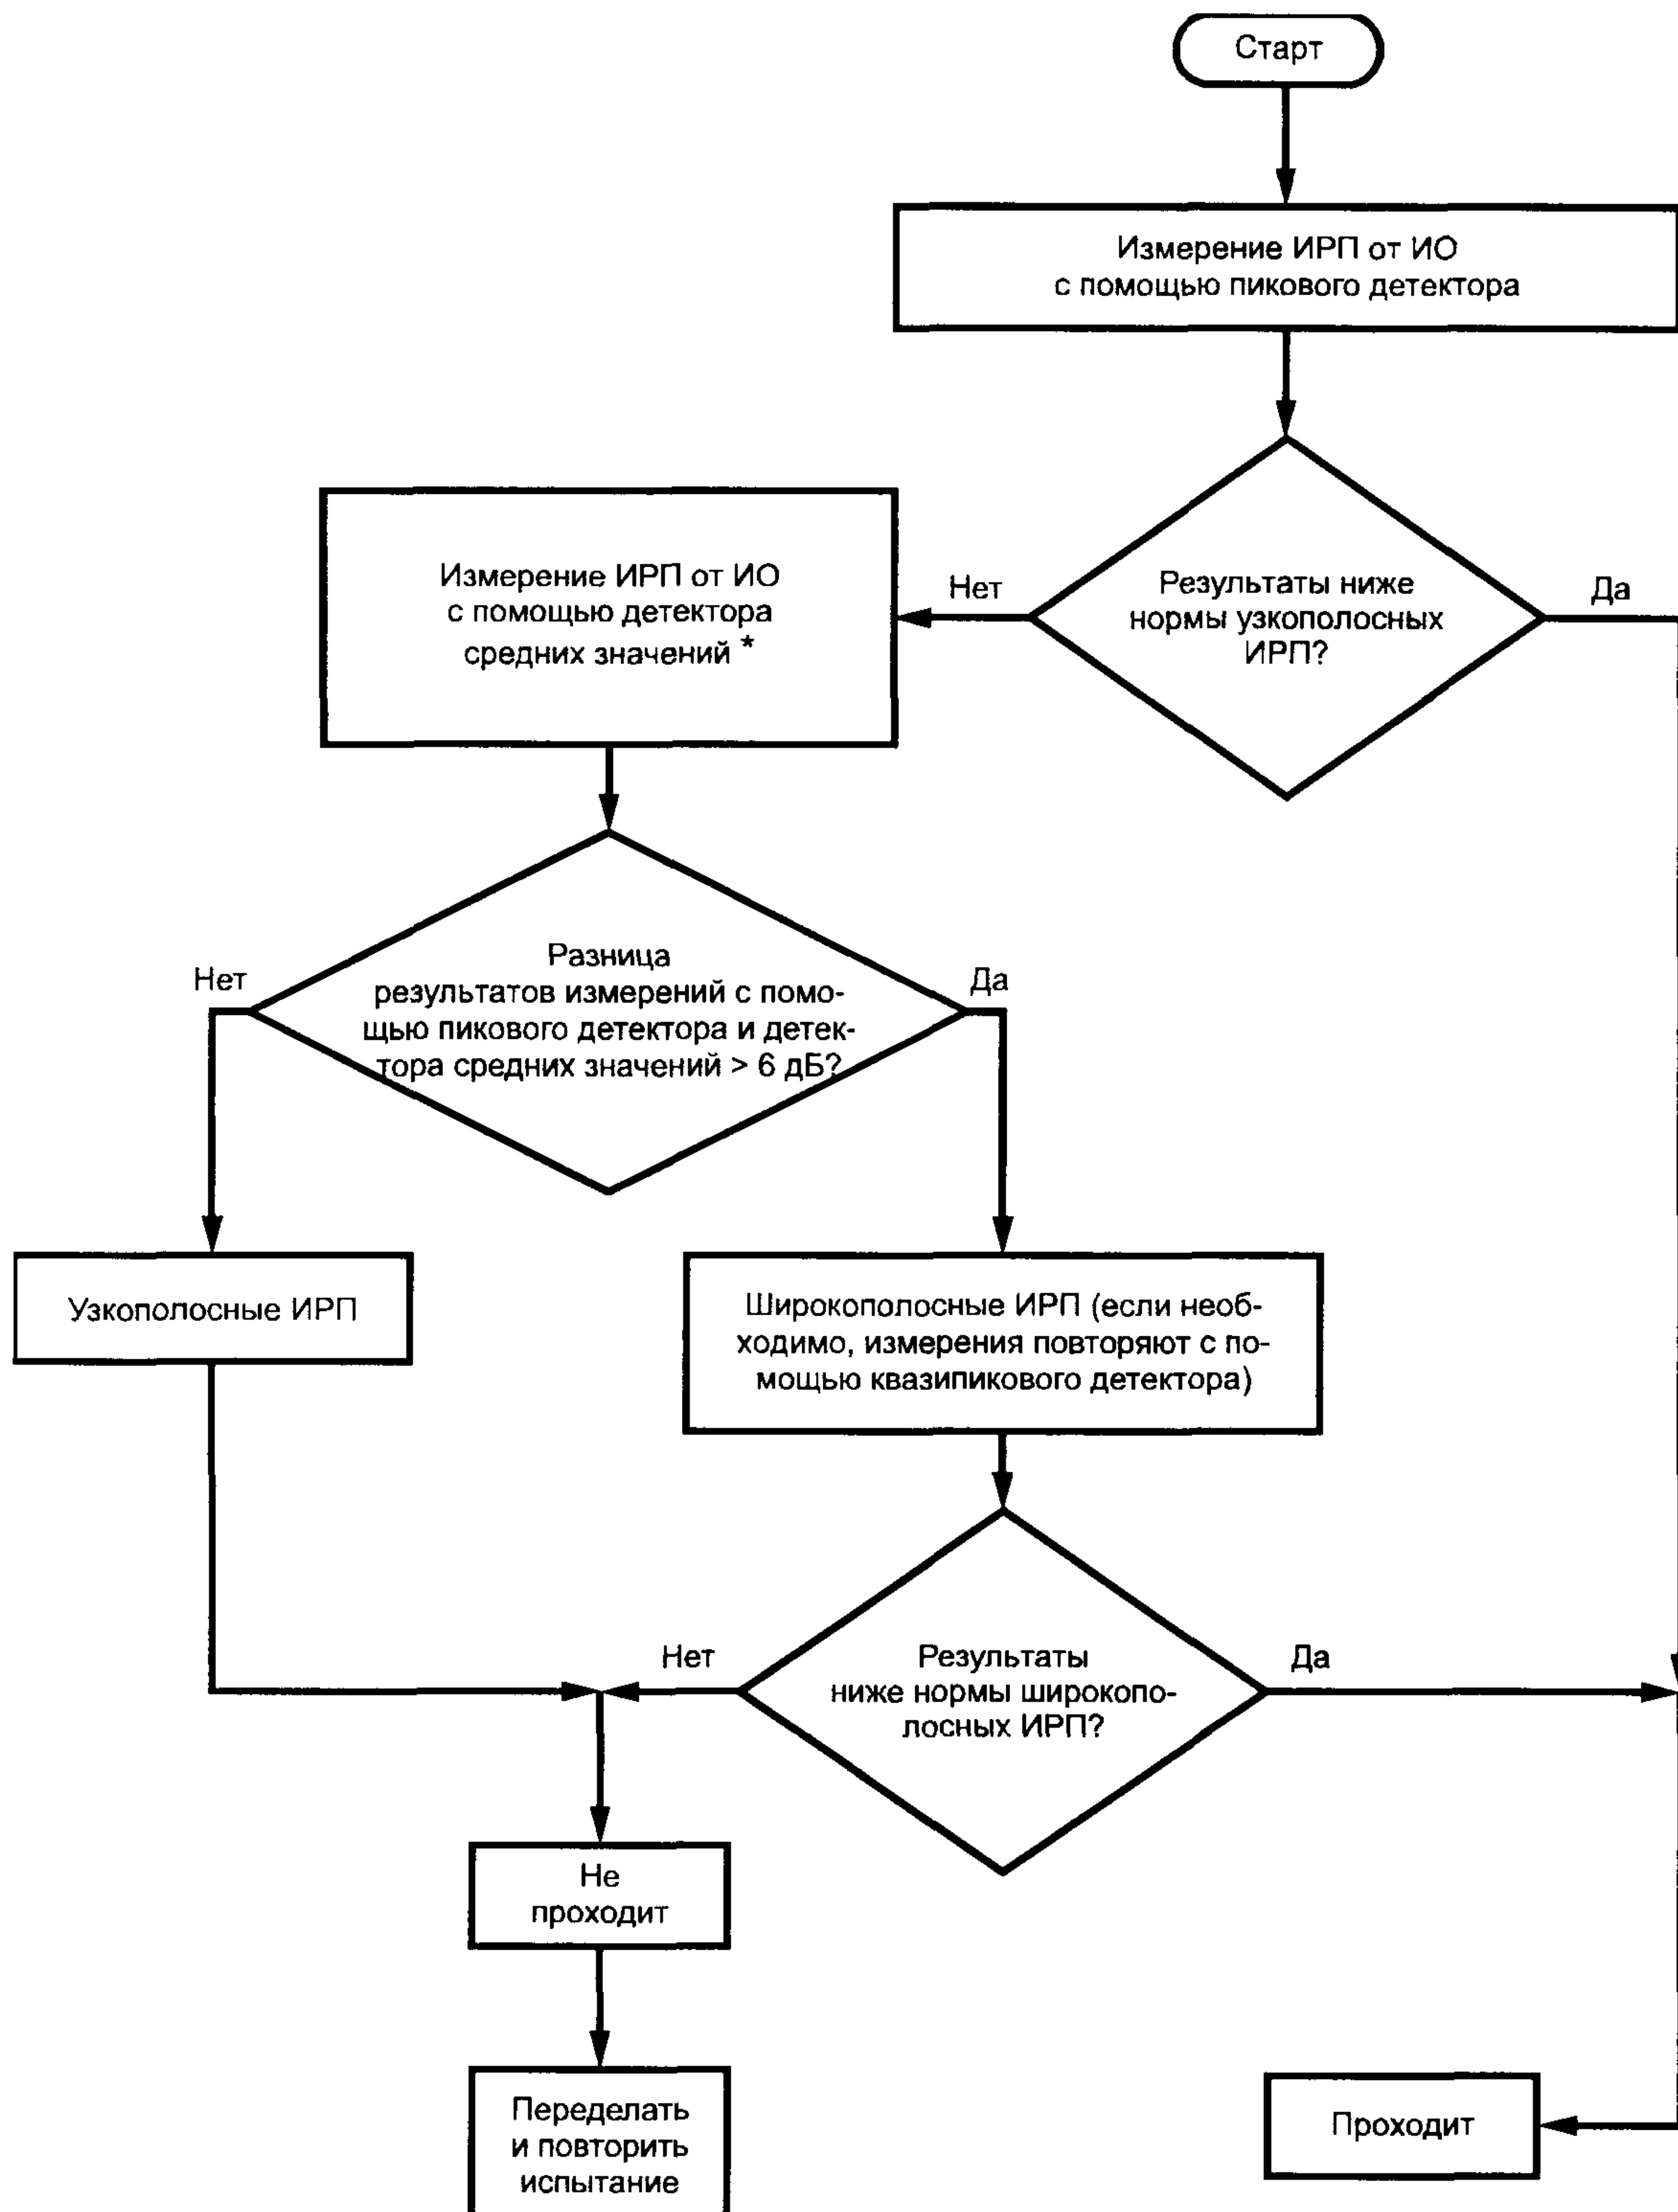 Старт
Измерение ИРП от ИО
с помощью пикового детектора
Результаты ниже
нормы узкополосных
ИРП?
Нет
Да
Измерение ИРП от ИО
с помощью детектора
средних значений *
Разница
результатов измерений с помо-
щью пикового детектора и детек-
тора средних значений > 6 дБ?
Нет
Да
Узкополосные ИРП
Широкополосные ИРП (если необ-
ходимо, измерения повторяют с по-
мощью квазипикового детектора)
Результаты
ниже нормы широкопо-
лосных ИРП?
Нет
Да
Не
проходит
Переделать
и повторить
испытание
Проходит